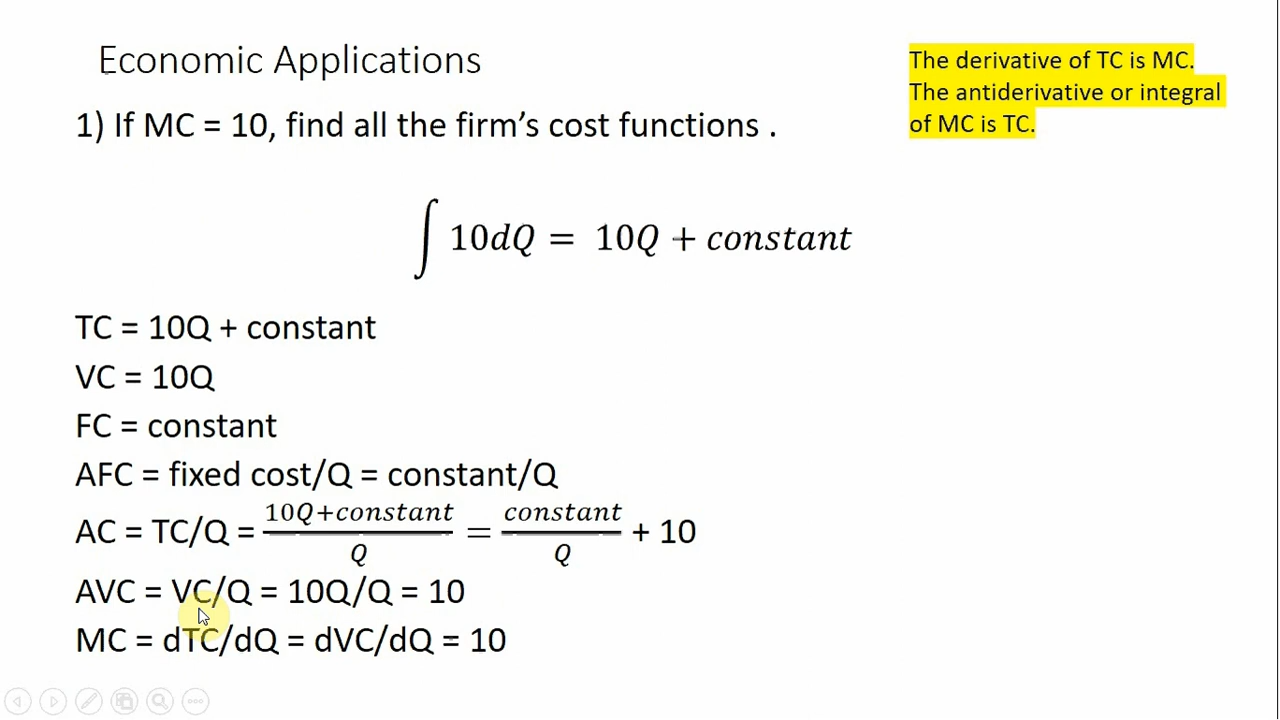 Economic Applications
The derivative of TC is MC.
The antiderivative or integral
of MC is TC.
1) If MC = 10, find all the firm’s cost functions .
∫ 10dQ = 10Q + constant
TC = 10Q + constant
VC = 10Q
FC = constant
AFC = fixed cost/Q = constant/Q
AC = TC/Q = (10Q+constant)/Q = constant/Q + 10
AVC = VC/Q = 10Q/Q = 10
MC = dTC/dQ = dVC/dQ = 10